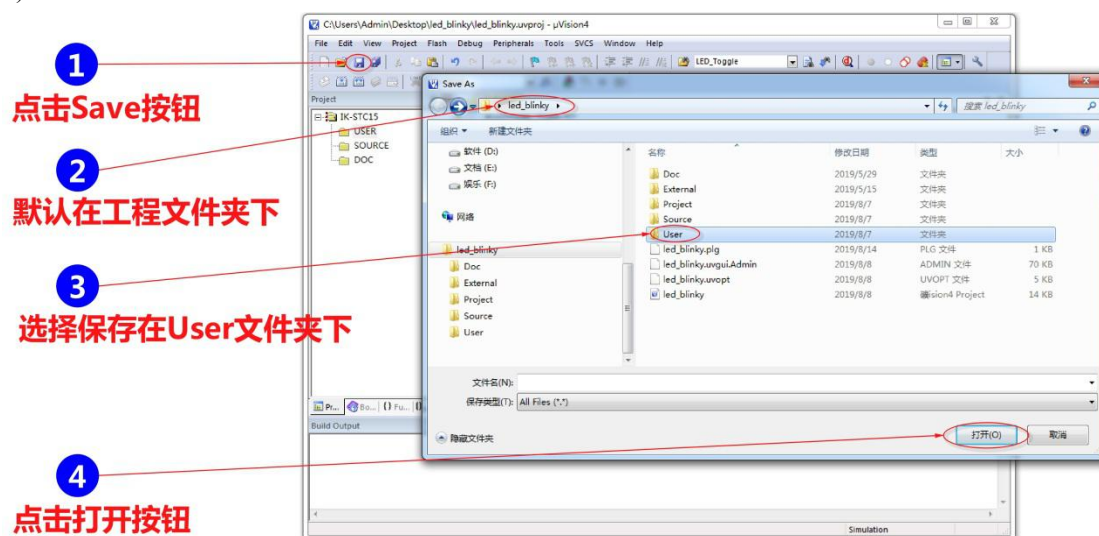 C:\Users\Admin\Desktop\led_blinky\led_blinky.uvproj - µVision4
File Edit View Project Flash Debug Peripherals Tools SVCS Window Help
LED_Toggle
1
点击Save按钮
Save As
led_blinky
搜索 led_blinky
Project
IK-STC15
USER
SOURCE
DOC
组织 新建文件夹
软件 (D:)
文档 (E:)
娱乐 (F:)
网络
led_blinky
Doc
External
Project
Source
User
名称 修改日期 类型 大小
Doc 2019/5/29 文件夹
External 2019/5/15 文件夹
Project 2019/8/7 文件夹
Source 2019/8/7 文件夹
User 2019/8/7 文件夹
led_blinky.plg 2019/8/14 PLG 文件 1 KB
led_blinky.uvgui.Admin 2019/8/8 ADMIN 文件 70 KB
led_blinky.uvopt 2019/8/8 UVOPT 文件 5 KB
led_blinky 2019/8/8 ision4 Project 14 KB
2
默认在工程文件夹下
3
选择保存在User文件夹下
文件名(N):
保存类型(T): All Files (*.*)
Pr... Bo... {} Fu...
Build Output
隐藏文件夹
打开(O) 取消
4
点击打开按钮
Simulation